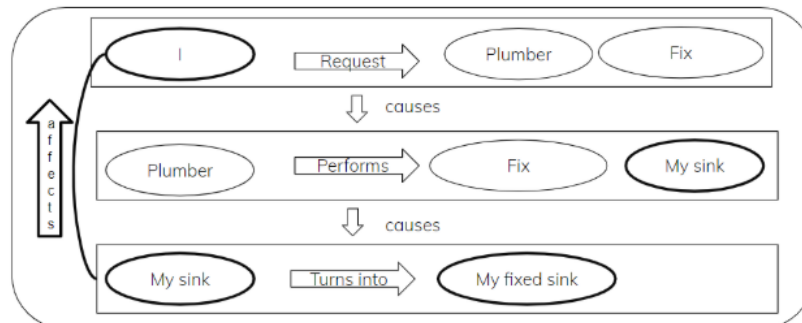 I Request Plumber Fix
causes
affects
Plumber Performs Fix My sink
causes
My sink Turns into My fixed sink